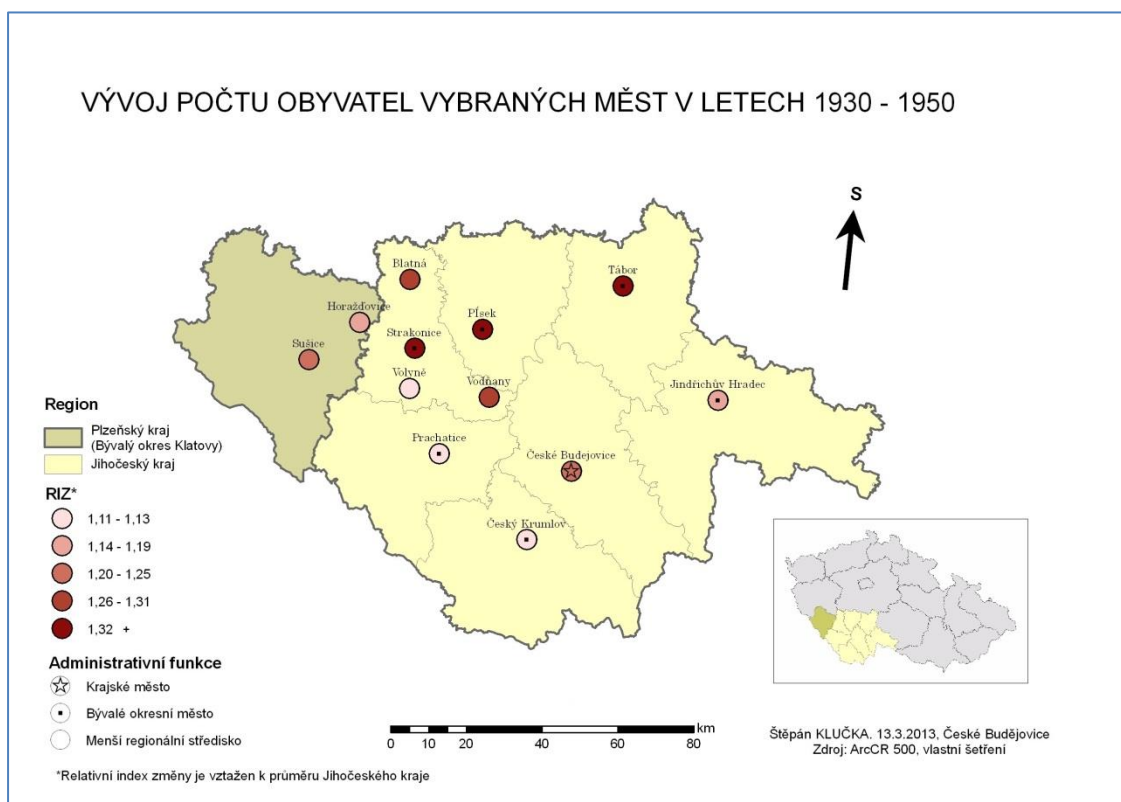 VÝVOJ POČTU OBYVATEL VYBRANÝCH MĚST V LETECH 1930 - 1950
S
Blatná
Tábor
Horažďovice
Písek
Strakonice
Sušice
Volyně
Vodňany
Jindřichův Hradec
Prachatice
České Budejovice
Český Krumlov
Region
Plzeňský kraj
(Bývalý okres Klatovy)
Jihočeský kraj
RIZ*
1,11 - 1,13
1,14 - 1,19
1,20 - 1,25
1,26 - 1,31
1,32 +
Administrativní funkce
Krajské město
Bývalé okresní město
Menší regionální středisko
km
0 10 20 40 60 80
Štěpán KLUČKA. 13.3.2013, České Budějovice
Zdroj: ArcCR 500, vlastní šetření
*Relativní index změny je vztažen k průměru Jihočeského kraje